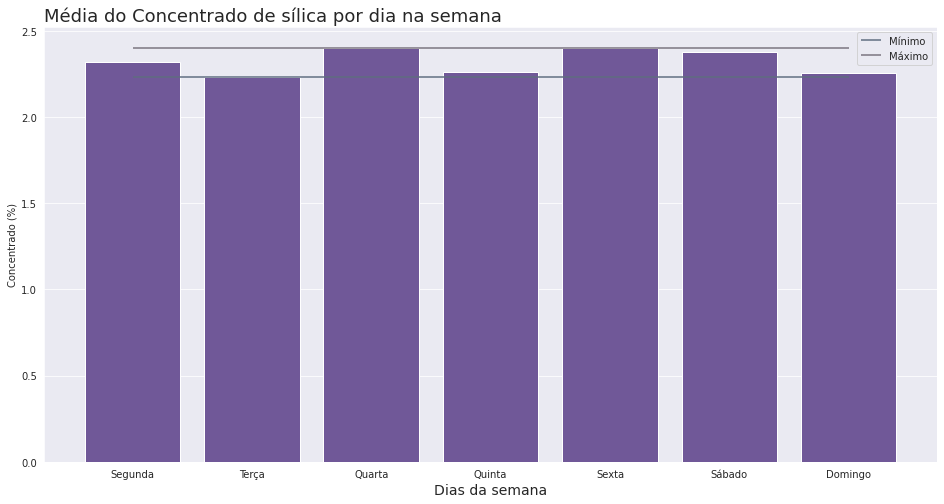 Média do Concentrado de sílica por dia na semana
Mínimo
Máximo
Concentrado (%)
2.5
2.0
1.5
1.0
0.5
0.0
Segunda
Terça
Quarta
Quinta
Sexta
Sábado
Domingo
Dias da semana